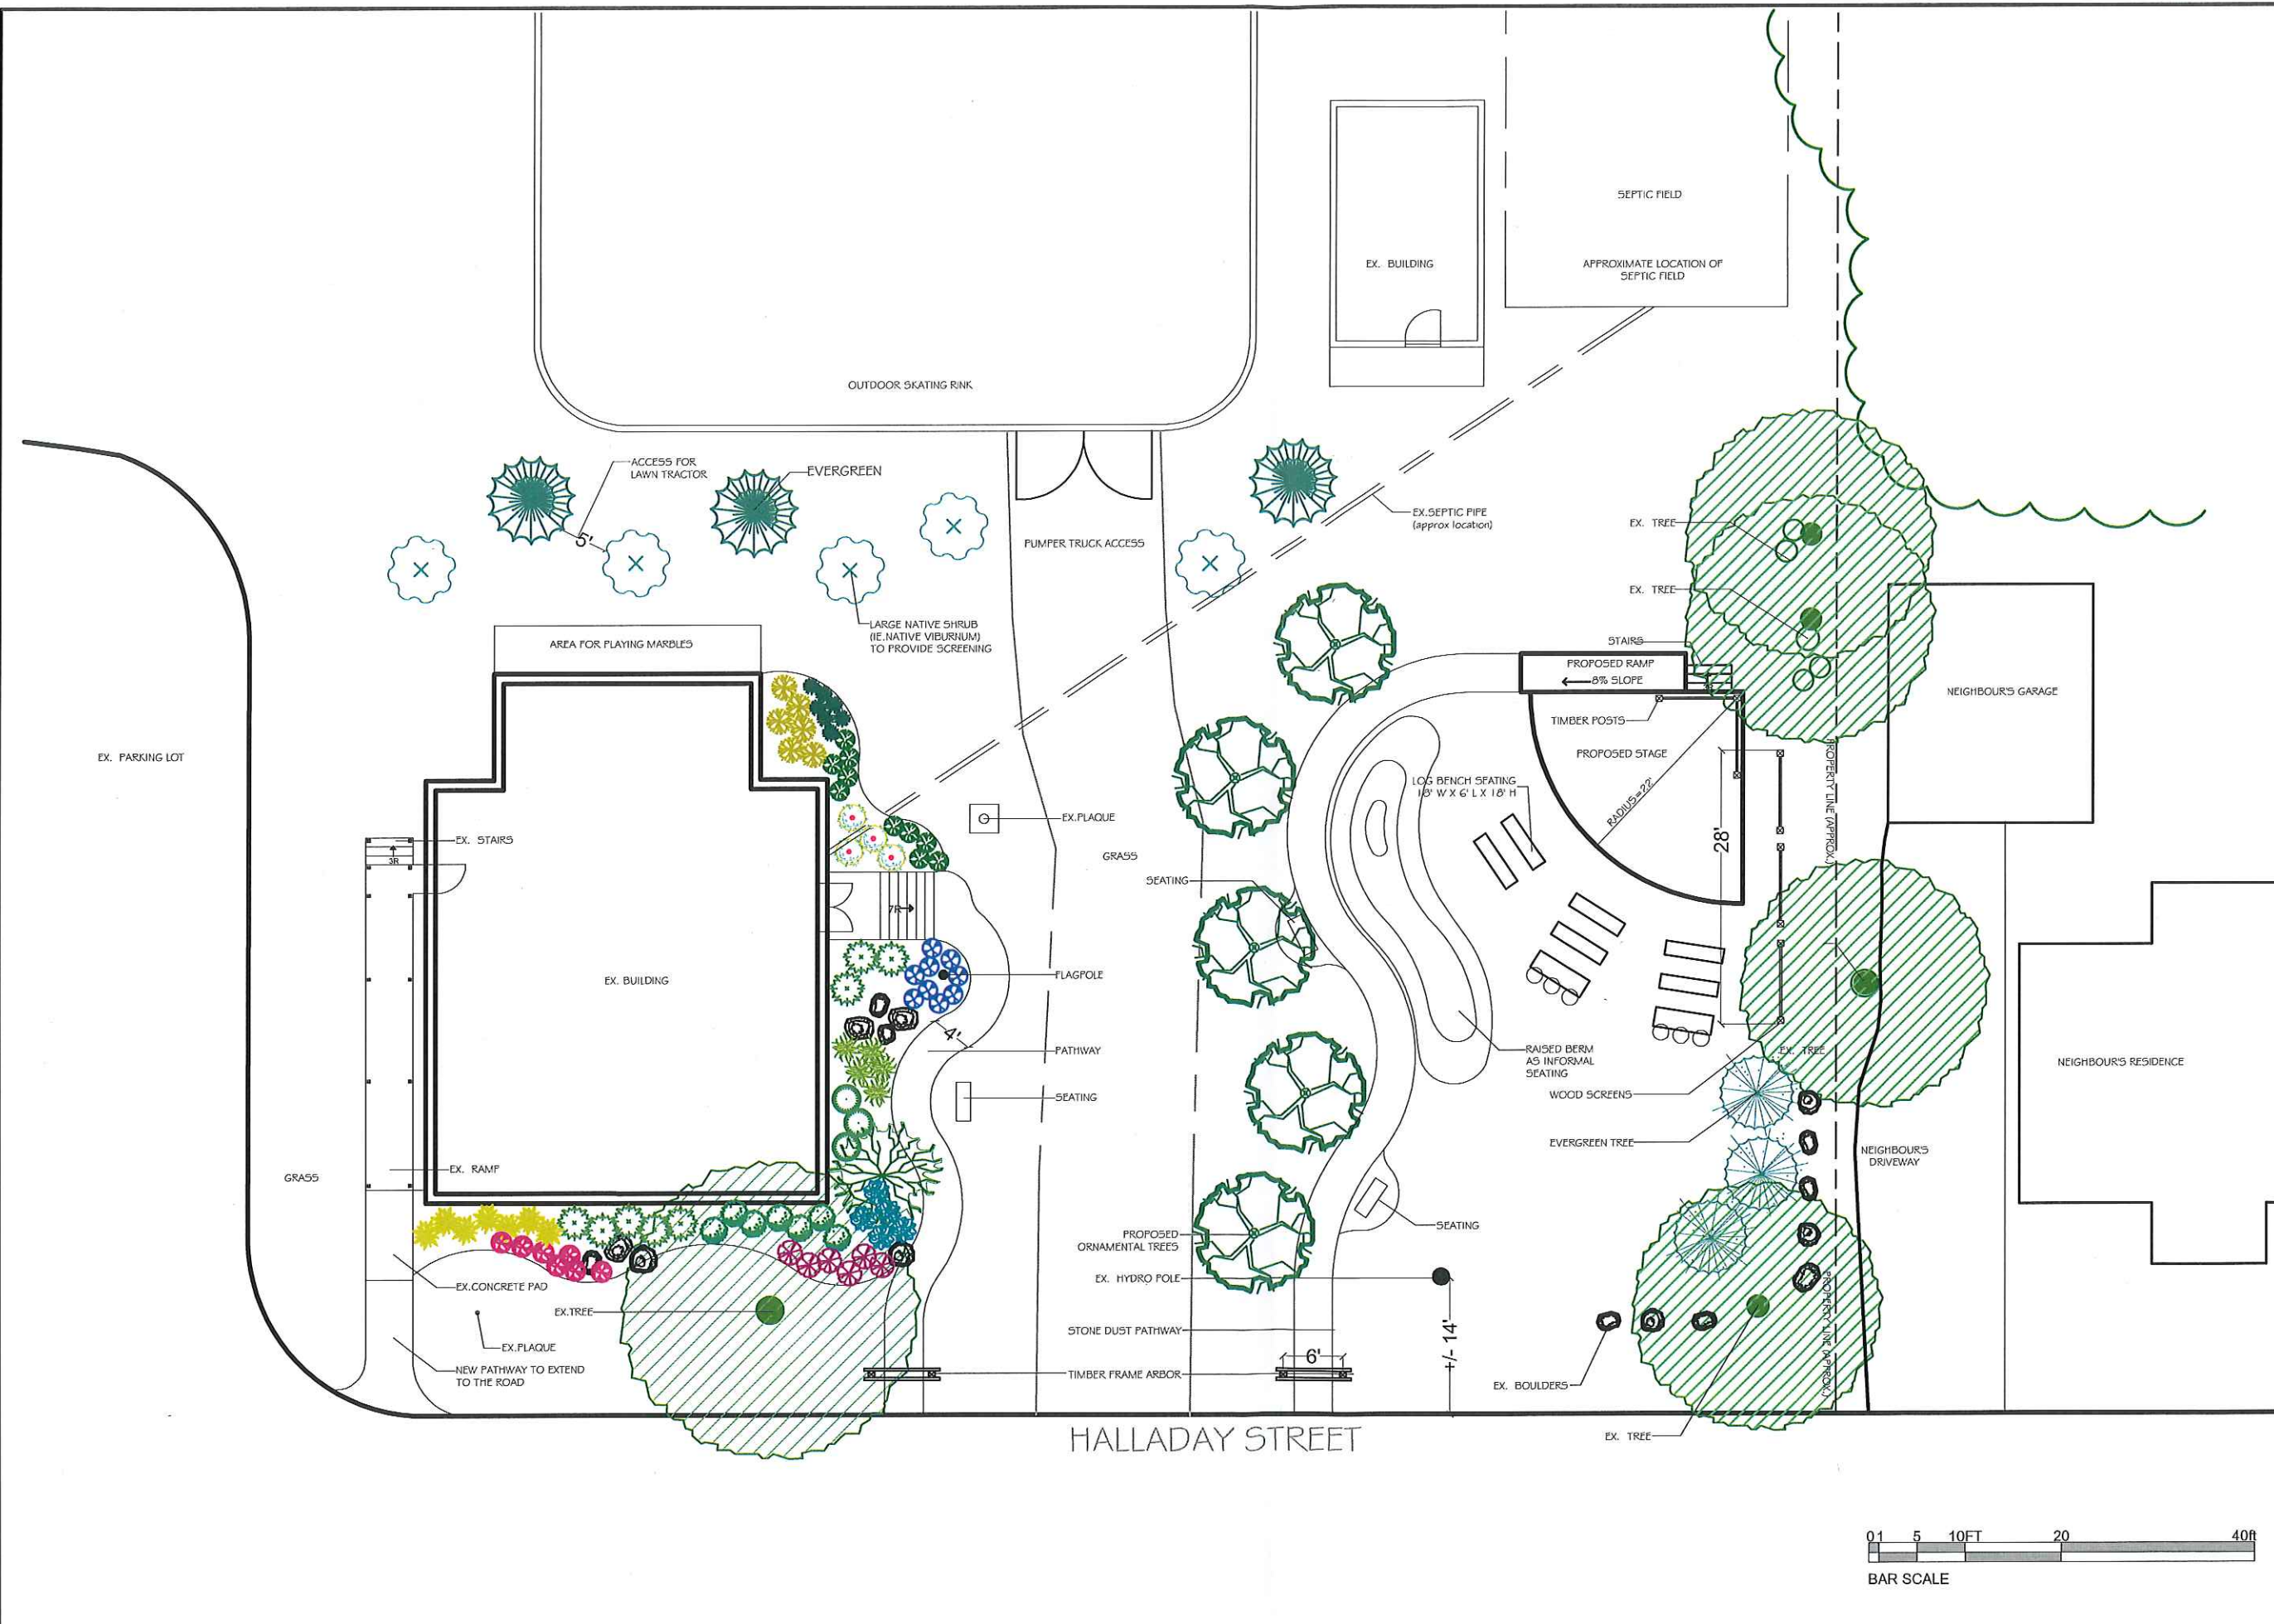 SEPTIC FIELD
EX. BUILDING
APPROXIMATE LOCATION OF
SEPTIC FIELD
OUTDOOR SKATING RINK
ACCESS FOR
LAWN TRACTOR
EVERGREEN
5'
PUMPER TRUCK ACCESS
EX.SEPTIC PIPE
(approx location)
EX. TREE
EX. TREE
LARGE NATIVE SHRUB
(IE.NATIVE VIBURNUM)
TO PROVIDE SCREENING
AREA FOR PLAYING MARBLES
STAIRS
PROPOSED RAMP
8% SLOPE
TIMBER POSTS
PROPOSED STAGE
RADIUS=22'
NEIGHBOUR'S GARAGE
EX. PARKING LOT
PROPERTY LINE (APPROX.)
LOG BENCH SEATING
18" W X 6' L X 18" H
28'
EX.PLAQUE
GRASS
EX. STAIRS
3R
SEATING
7R
EX. BUILDING
FLAGPOLE
4'
PATHWAY
SEATING
RAISED BERM
AS INFORMAL
SEATING
EX. TREE
WOOD SCREENS
EVERGREEN TREE
NEIGHBOUR'S
DRIVEWAY
NEIGHBOUR'S RESIDENCE
EX. RAMP
GRASS
SEATING
PROPOSED
ORNAMENTAL TREES
EX. HYDRO POLE
EX.CONCRETE PAD
EX.TREE
STONE DUST PATHWAY
EX.PLAQUE
NEW PATHWAY TO EXTEND
TO THE ROAD
TIMBER FRAME ARBOR
6'
+/- 14'
EX. BOULDERS
PROPERTY LINE (APPROX.)
EX. TREE
HALLADAY STREET
01 5 10FT 20 40ft
BAR SCALE